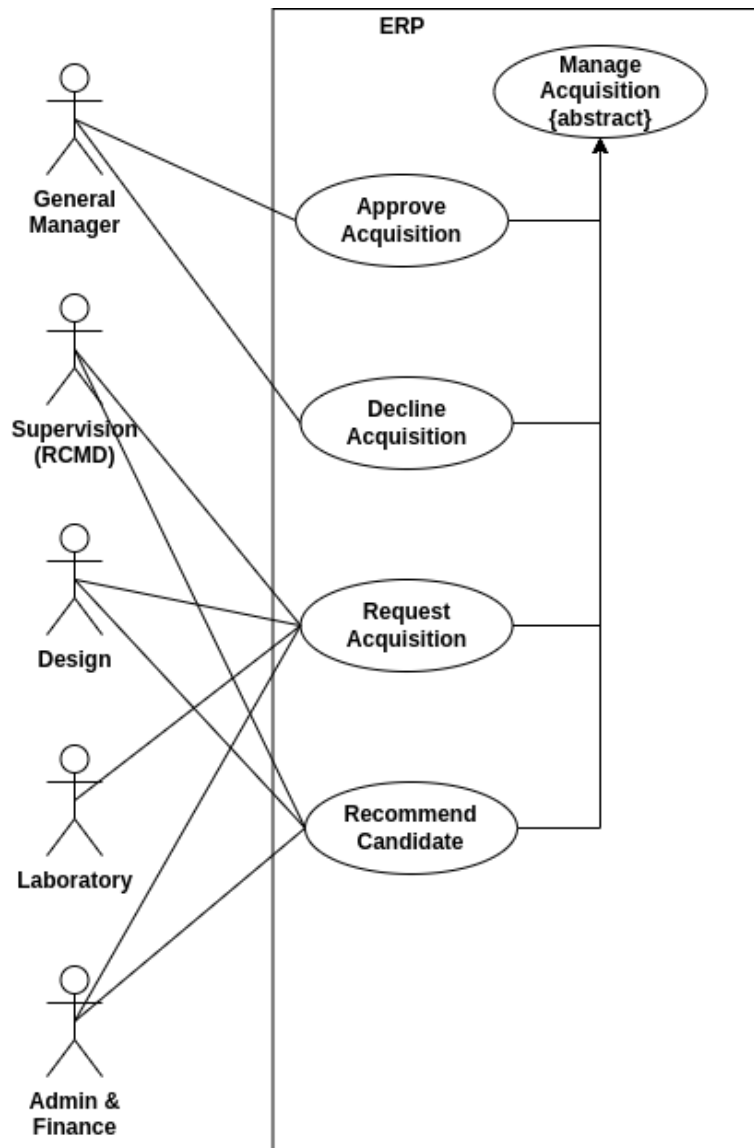 ERP
Manage
Acquisition
{abstract}
General
Manager
Approve
Acquisition
Supervision
(RCMD)
Decline
Acquisition
Design
Request
Acquisition
Laboratory
Recommend
Candidate
Admin &
Finance